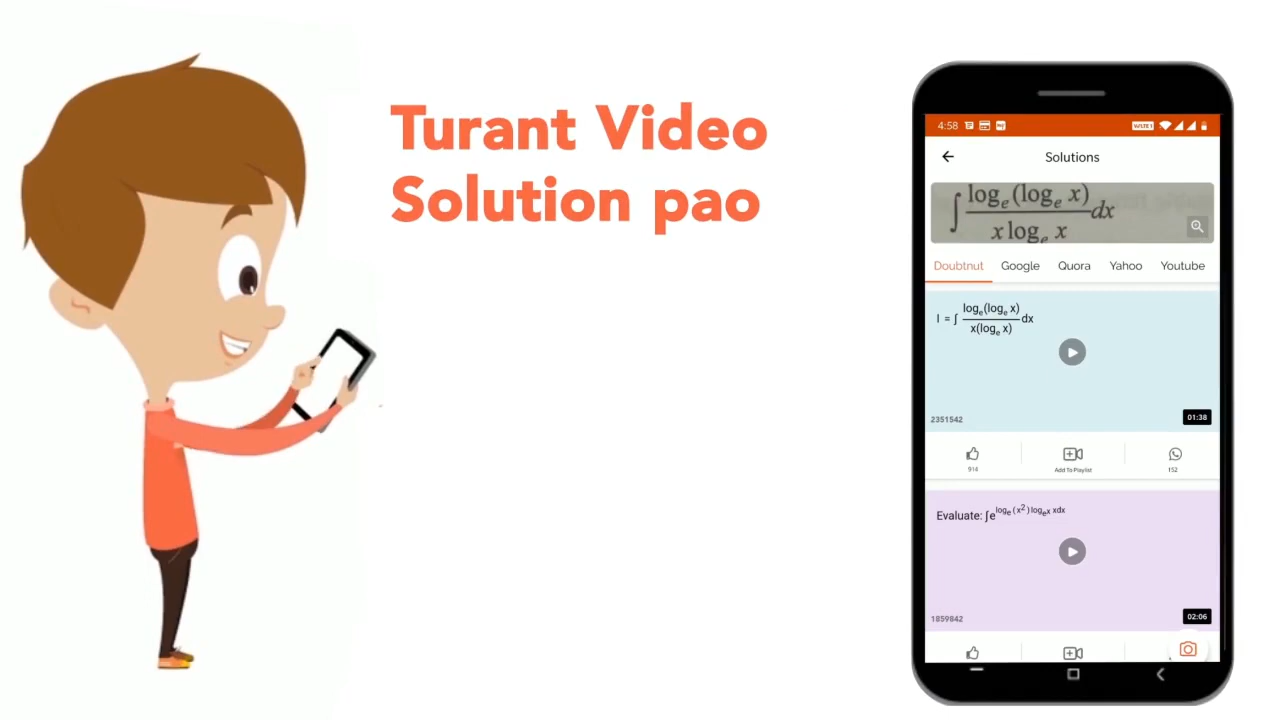 Turant Video
Solution pao
4:58
VoLTE1
Solutions
∫ logₑ(logₑ x) / x logₑ x dx
Doubtnut Google Quora Yahoo Youtube
I = ∫ logₑ(logₑ x) / x(logₑ x) dx
2351542 01:38
914 Add To Playlist 152
Evaluate: ∫e^logₑ(x²)logₑx xdx
1859842 02:06